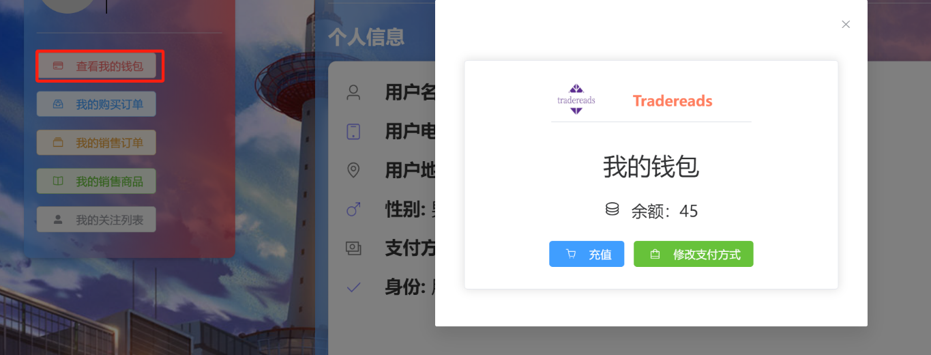 查看我的钱包
我的购买订单
我的销售订单
我的销售商品
我的关注列表
个人信息
用户名
用户电
用户地
性别:
支付方
身份:
tradereads
Tradereads
我的钱包
余额：45
充值
修改支付方式